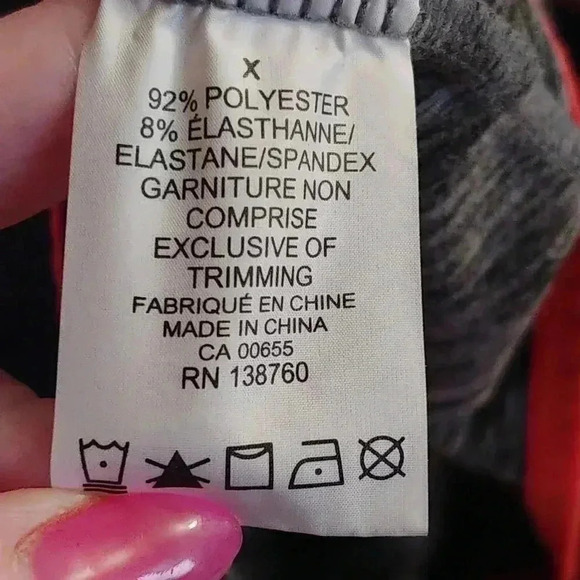 X
92% POLYESTER
8% ÉLASTHANNE/
ELASTANE/SPANDEX
GARNITURE NON
COMPRISE
EXCLUSIVE OF
TRIMMING
FABRIQUÉ EN CHINE
MADE IN CHINA
CA 00655
RN 138760